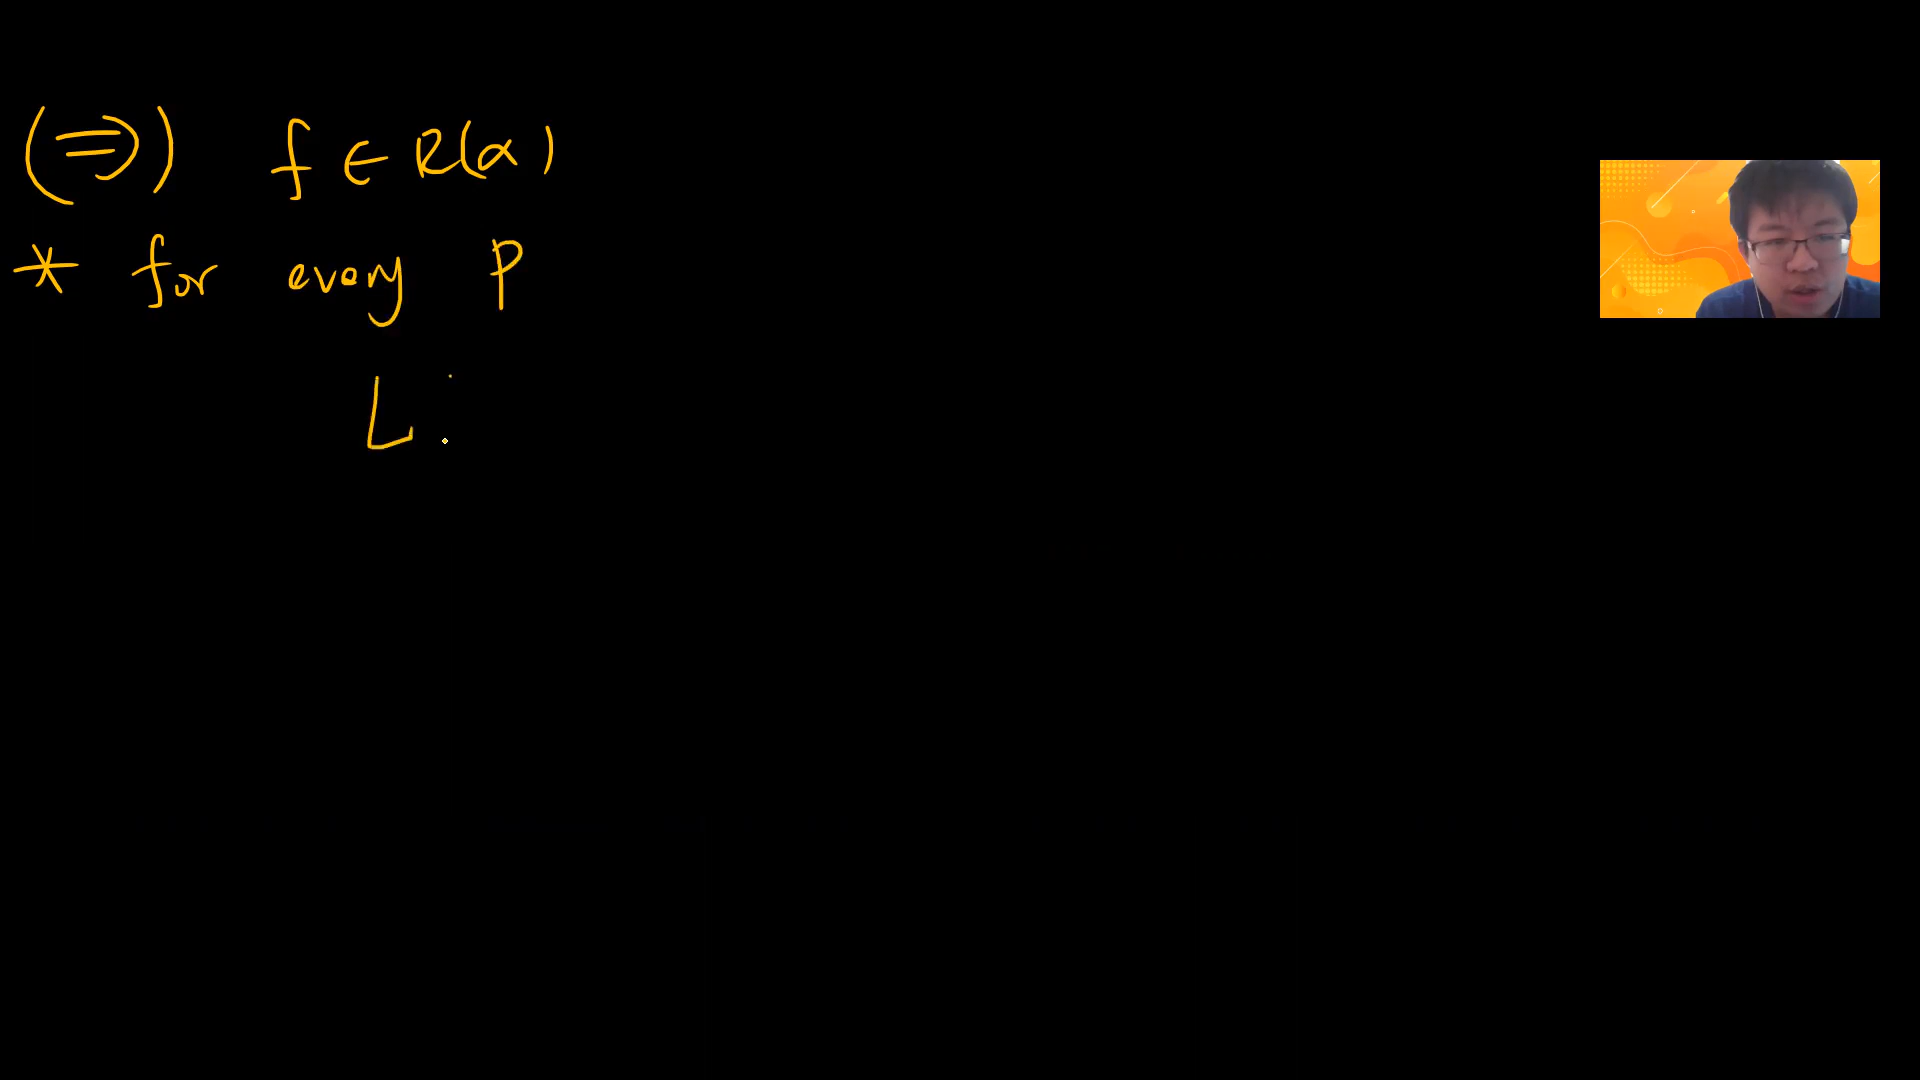 (⇒) f ∈ R(α)
* for every P
L